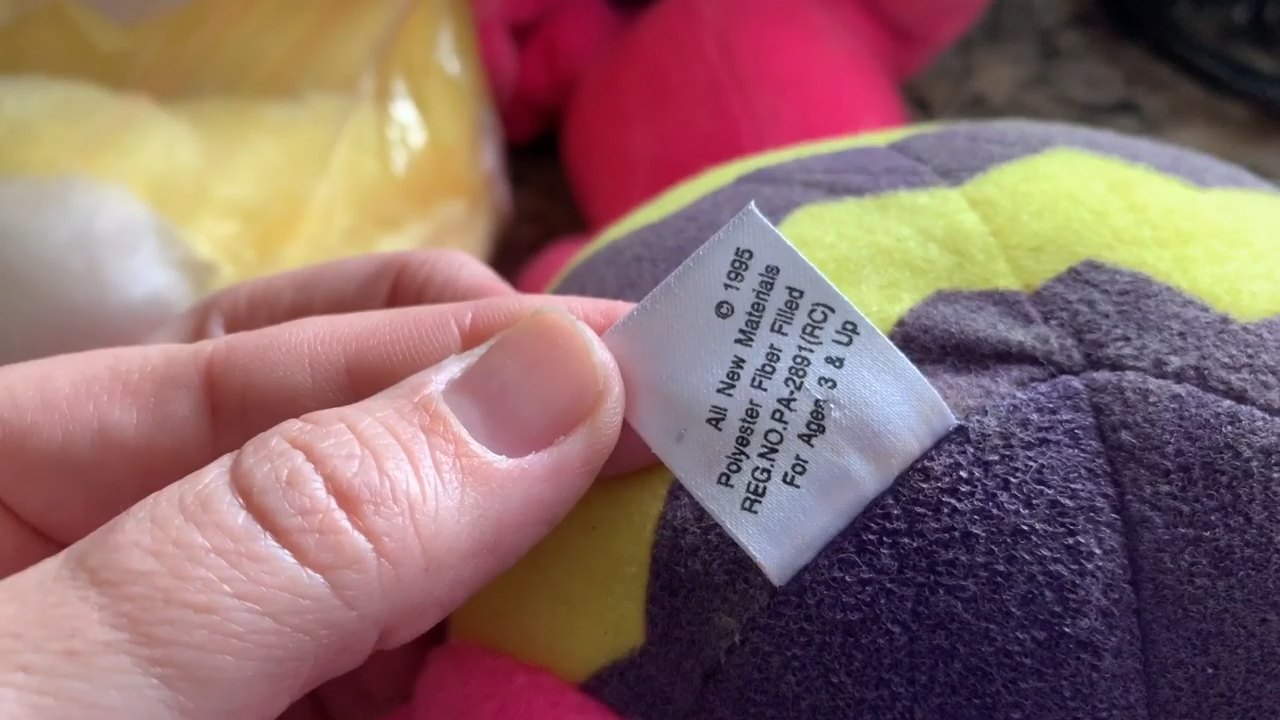 © 1995
All New Materials
Polyester Fiber Filled
REG.NO.PA-2891(RC)
For Ages 3 & Up